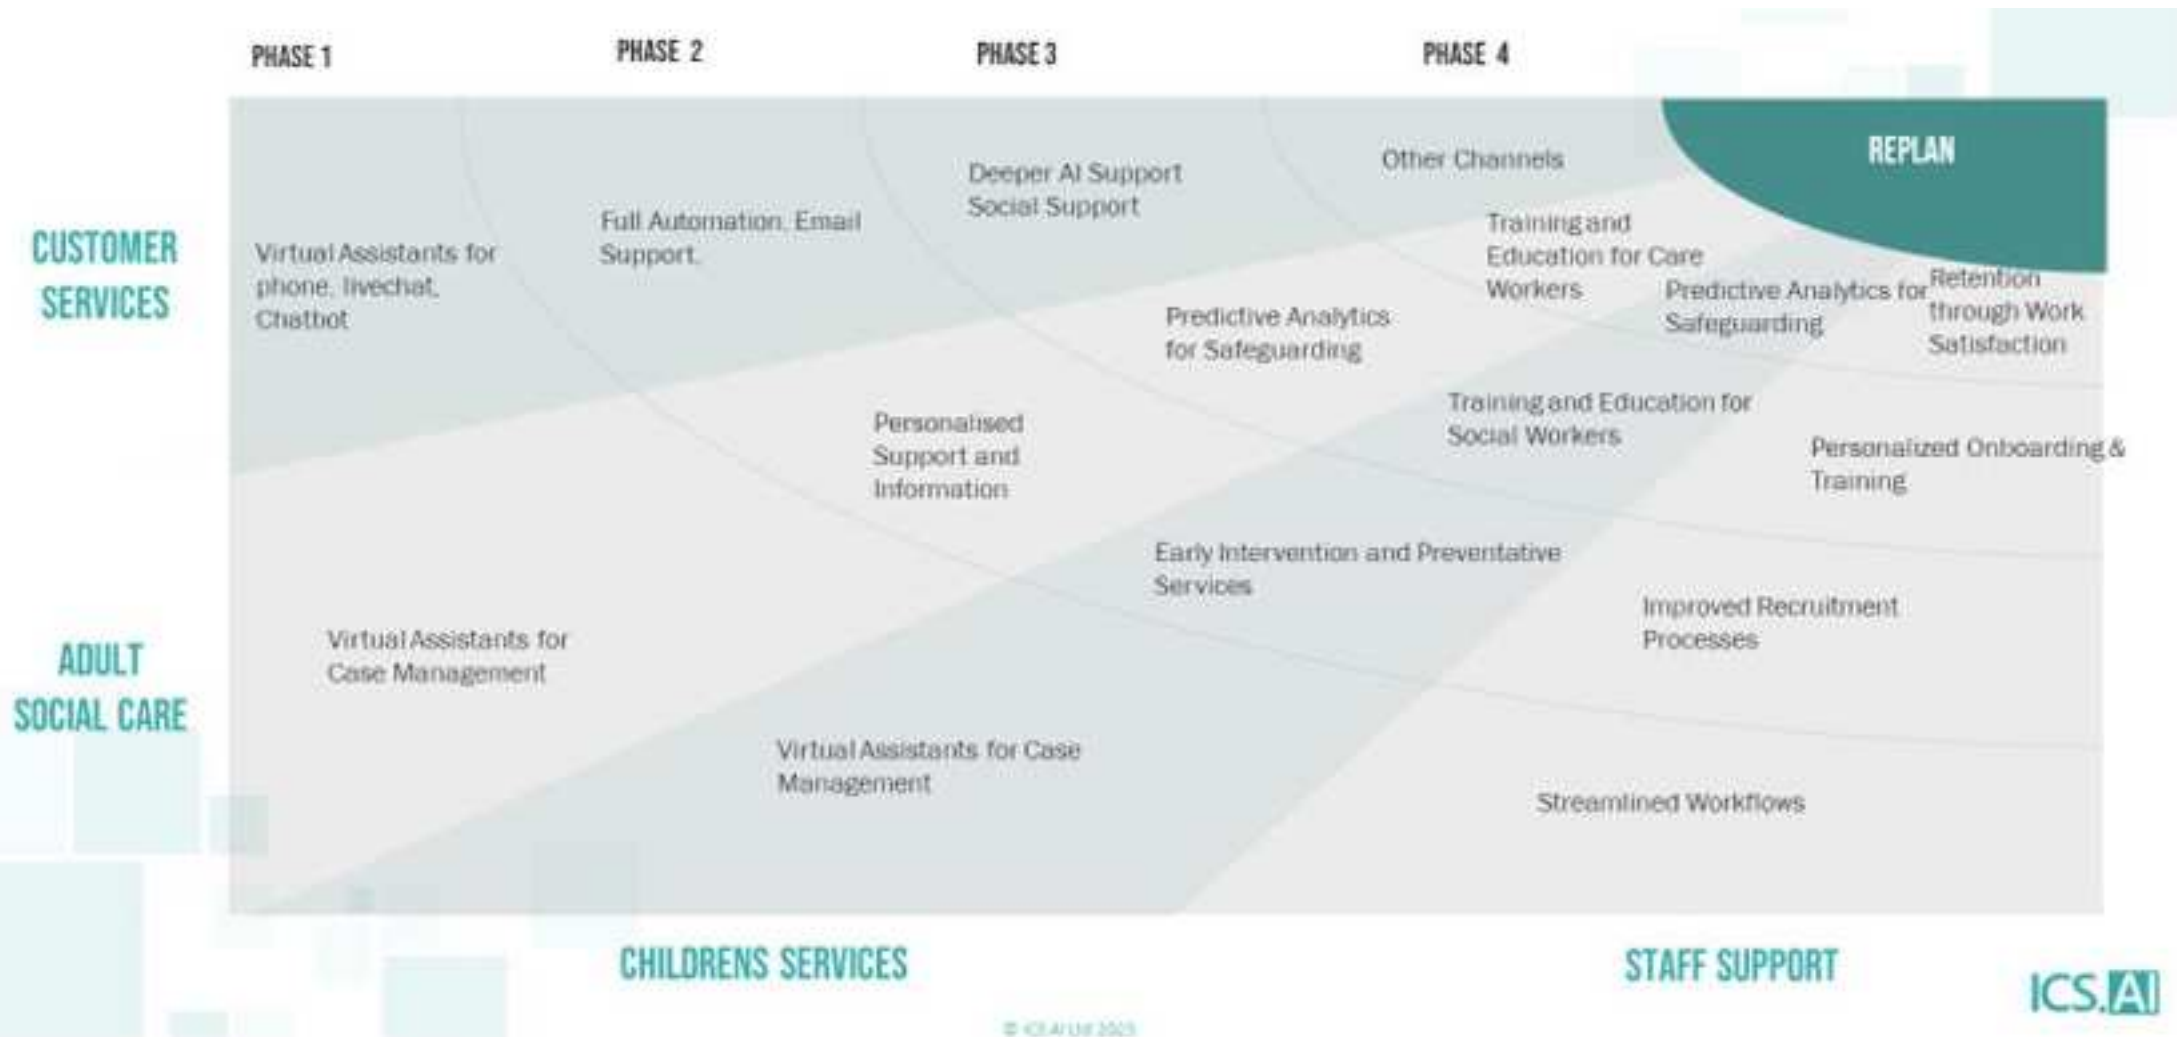 PHASE 1
PHASE 2
PHASE 3
PHASE 4
REPLAN
CUSTOMER
SERVICES
Virtual Assistants for
phone, livechat,
Chatbot
Full Automation, Email
Support,
Deeper AI Support
Social Support
Other Channels
ADULT
SOCIAL CARE
Virtual Assistants for
Case Management
Personalised
Support and
Information
Predictive Analytics
for Safeguarding
Training and
Education for Care
Workers
CHILDRENS SERVICES
Virtual Assistants for Case
Management
Early Intervention and Preventative
Services
Training and Education for
Social Workers
Predictive Analytics for
Safeguarding
STAFF SUPPORT
Streamlined Workflows
Improved Recruitment
Processes
Personalized Onboarding &
Training
Retention
through Work
Satisfaction
ICS.AI
© ICS.AI Ltd 2023